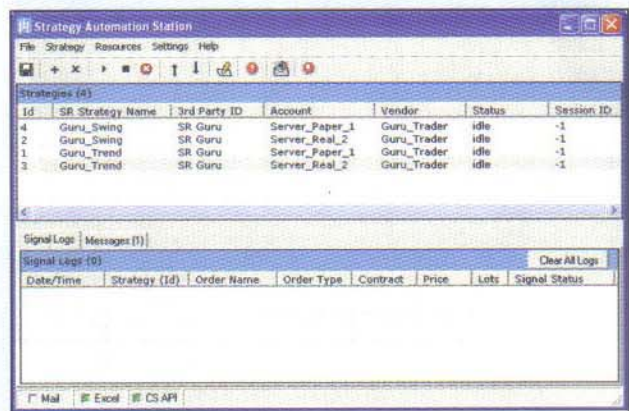 Strategy Automation Station
File Strategy Resources Settings Help
Strategies (4)
Id SR Strategy Name 3rd Party ID Account Vendor Status Session ID
4 Guru_Swing SR Guru Server_Paper_1 Guru_Trader idle -1
2 Guru_Swing SR Guru Server_Real_2 Guru_Trader idle -1
1 Guru_Trend SR Guru Server_Paper_1 Guru_Trader idle -1
3 Guru_Trend SR Guru Server_Real_2 Guru_Trader idle -1
Signal Logs Messages (1)
Signal Logs (0) Clear All Logs
Date/Time Strategy (Id) Order Name Order Type Contract Price Lots Signal Status
Mail Excel CS API